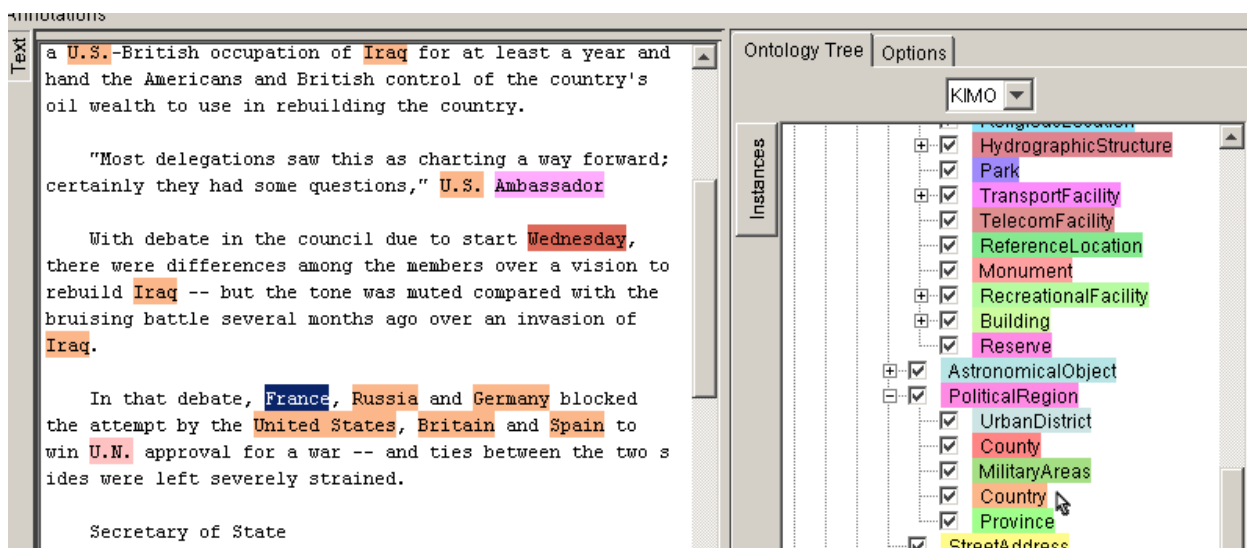 Annotations
Text
a U.S.-British occupation of Iraq for at least a year and
hand the Americans and British control of the country's
oil wealth to use in rebuilding the country.
"Most delegations saw this as charting a way forward;
certainly they had some questions," U.S. Ambassador
With debate in the council due to start Wednesday,
there were differences among the members over a vision to
rebuild Iraq -- but the tone was muted compared with the
bruising battle several months ago over an invasion of
Iraq.
In that debate, France, Russia and Germany blocked
the attempt by the United States, Britain and Spain to
win U.N. approval for a war -- and ties between the two s
ides were left severely strained.
Secretary of State
Ontology Tree
Options
KIMO
Instances
ReligiousLocation
HydrographicStructure
Park
TransportFacility
TelecomFacility
ReferenceLocation
Monument
RecreationalFacility
Building
Reserve
AstronomicalObject
PoliticalRegion
UrbanDistrict
County
MilitaryAreas
Country
Province
StreetAddress